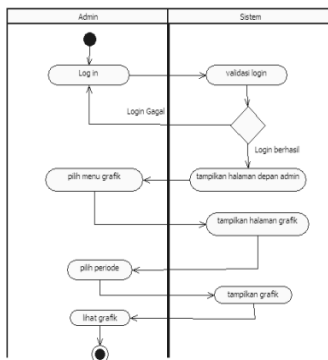 Admin
Sistem
Log in
validasi login
Login Gagal
Login berhasil
tampilkan halaman depan admin
pilih menu grafik
tampilkan halaman grafik
pilih periode
tampilkan grafik
lihat grafik